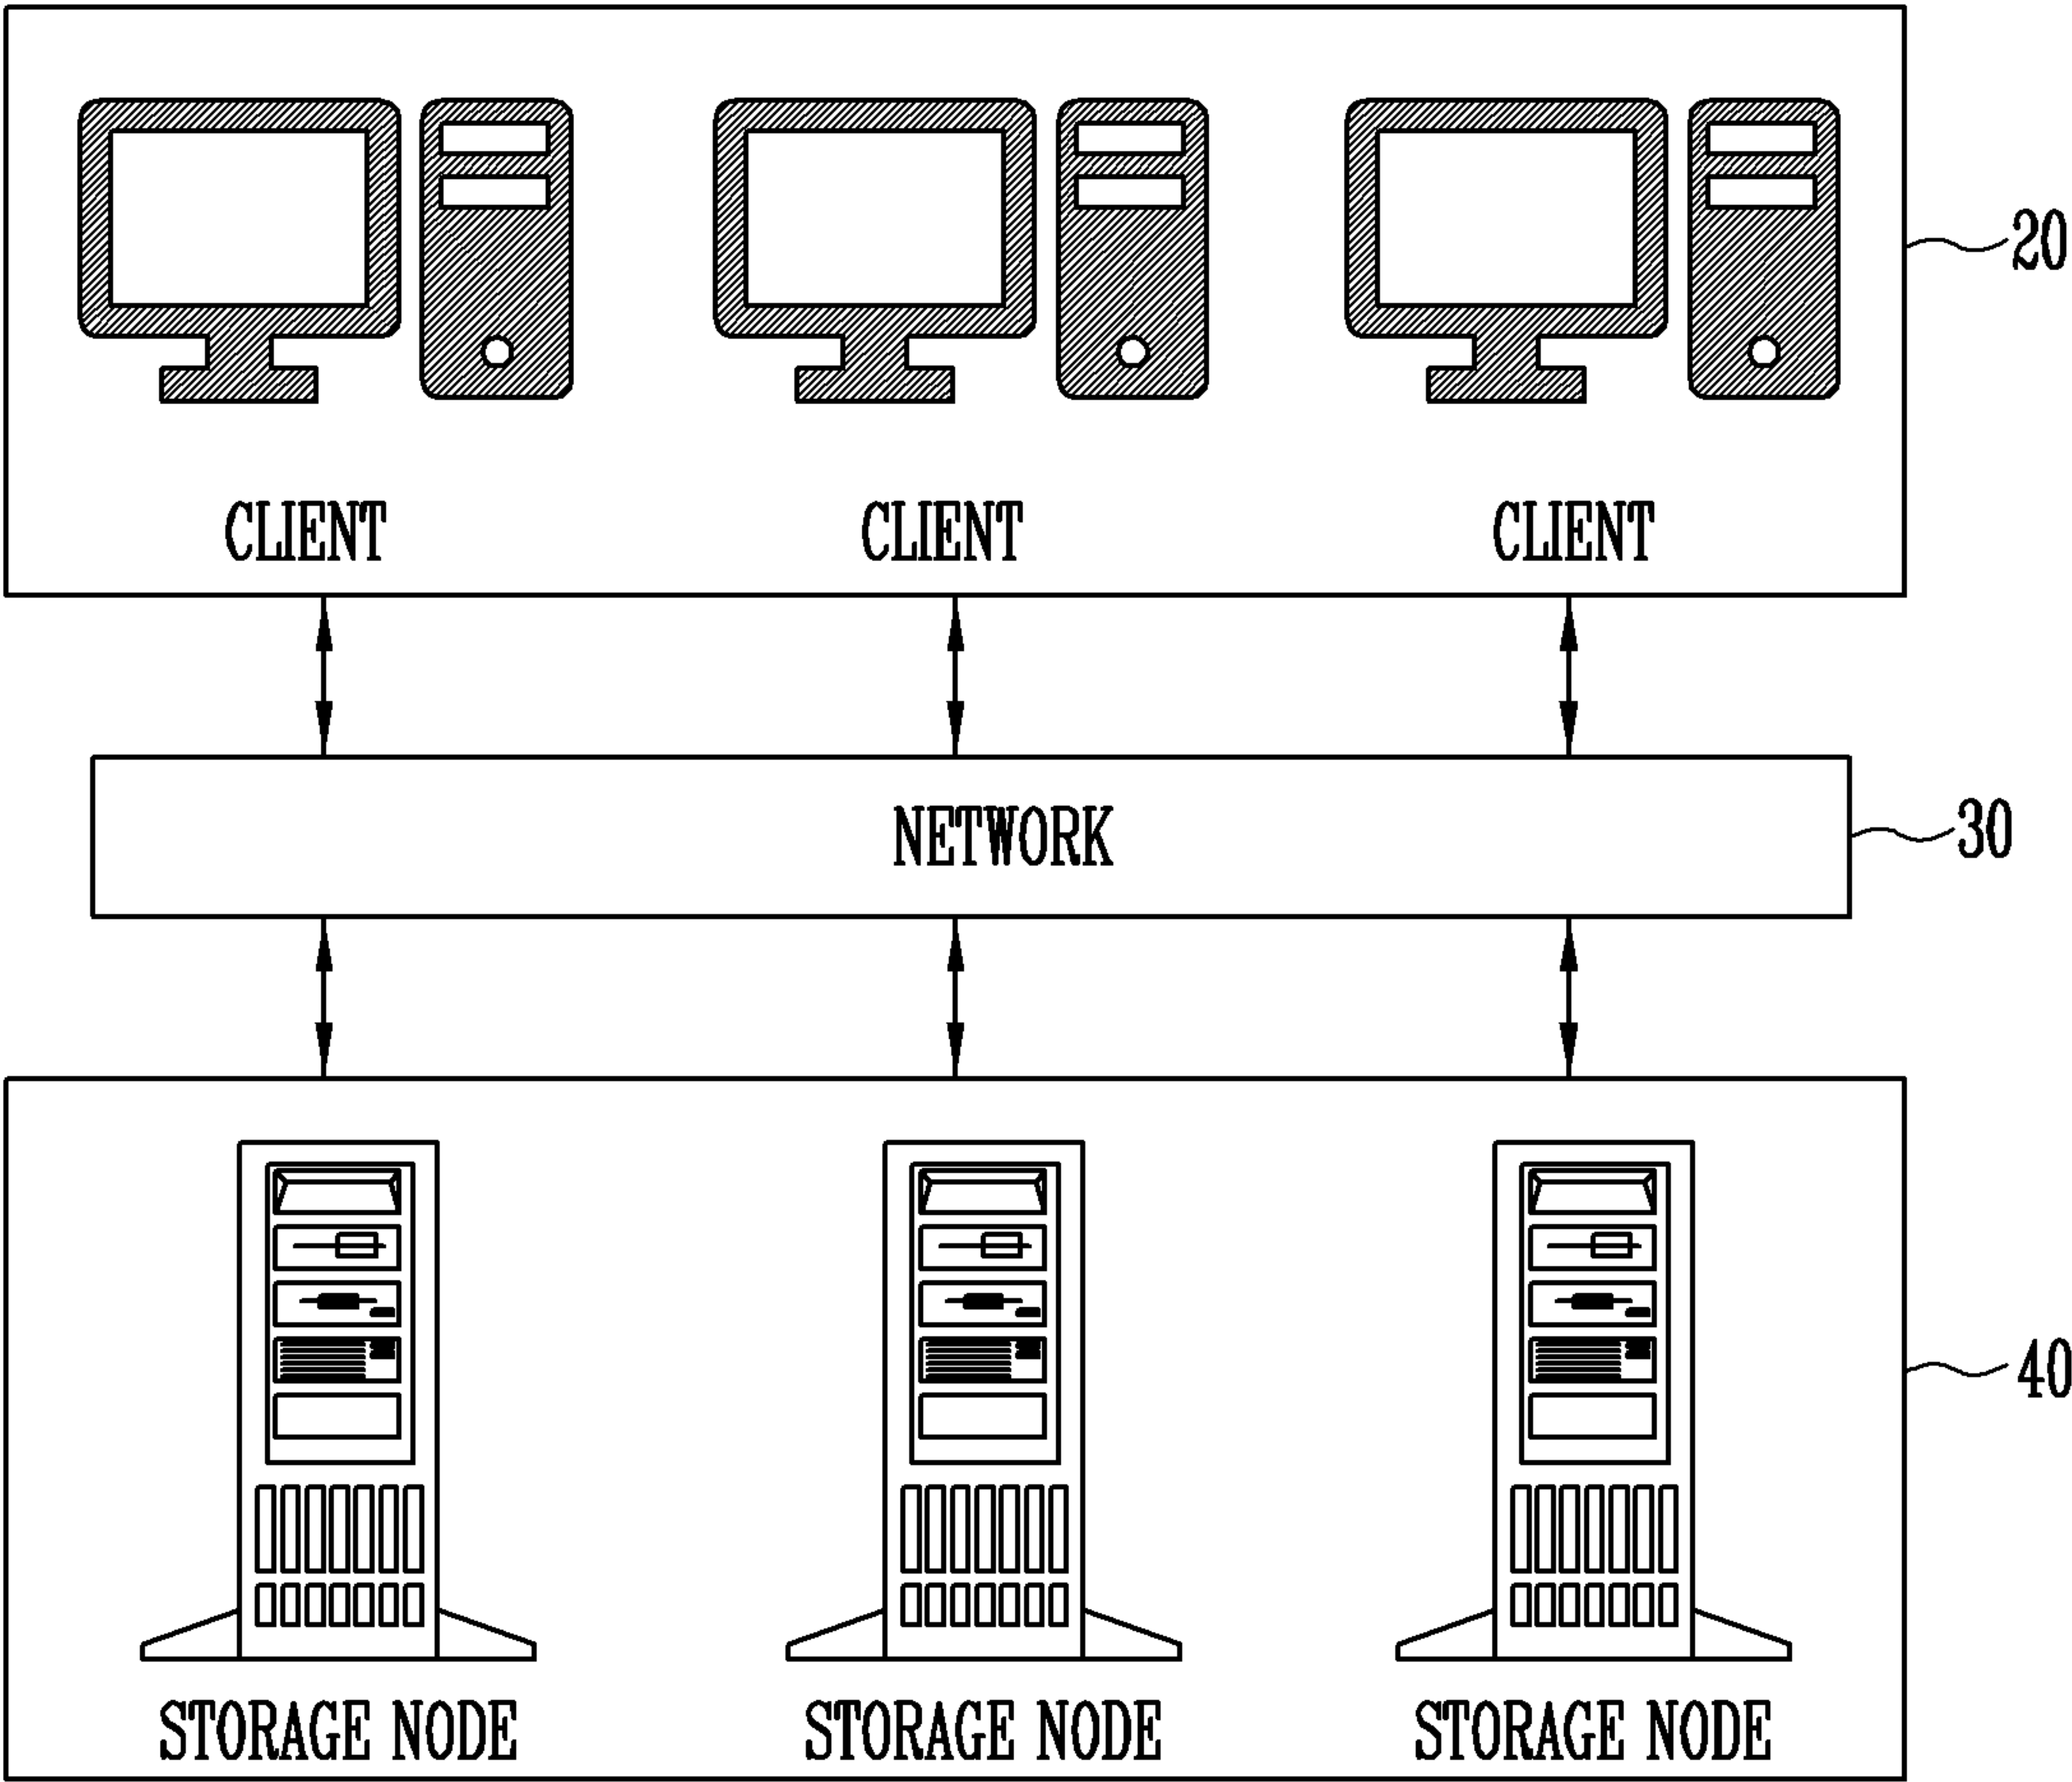 20
CLIENT CLIENT CLIENT
NETWORK
30
40
STORAGE NODE STORAGE NODE STORAGE NODE